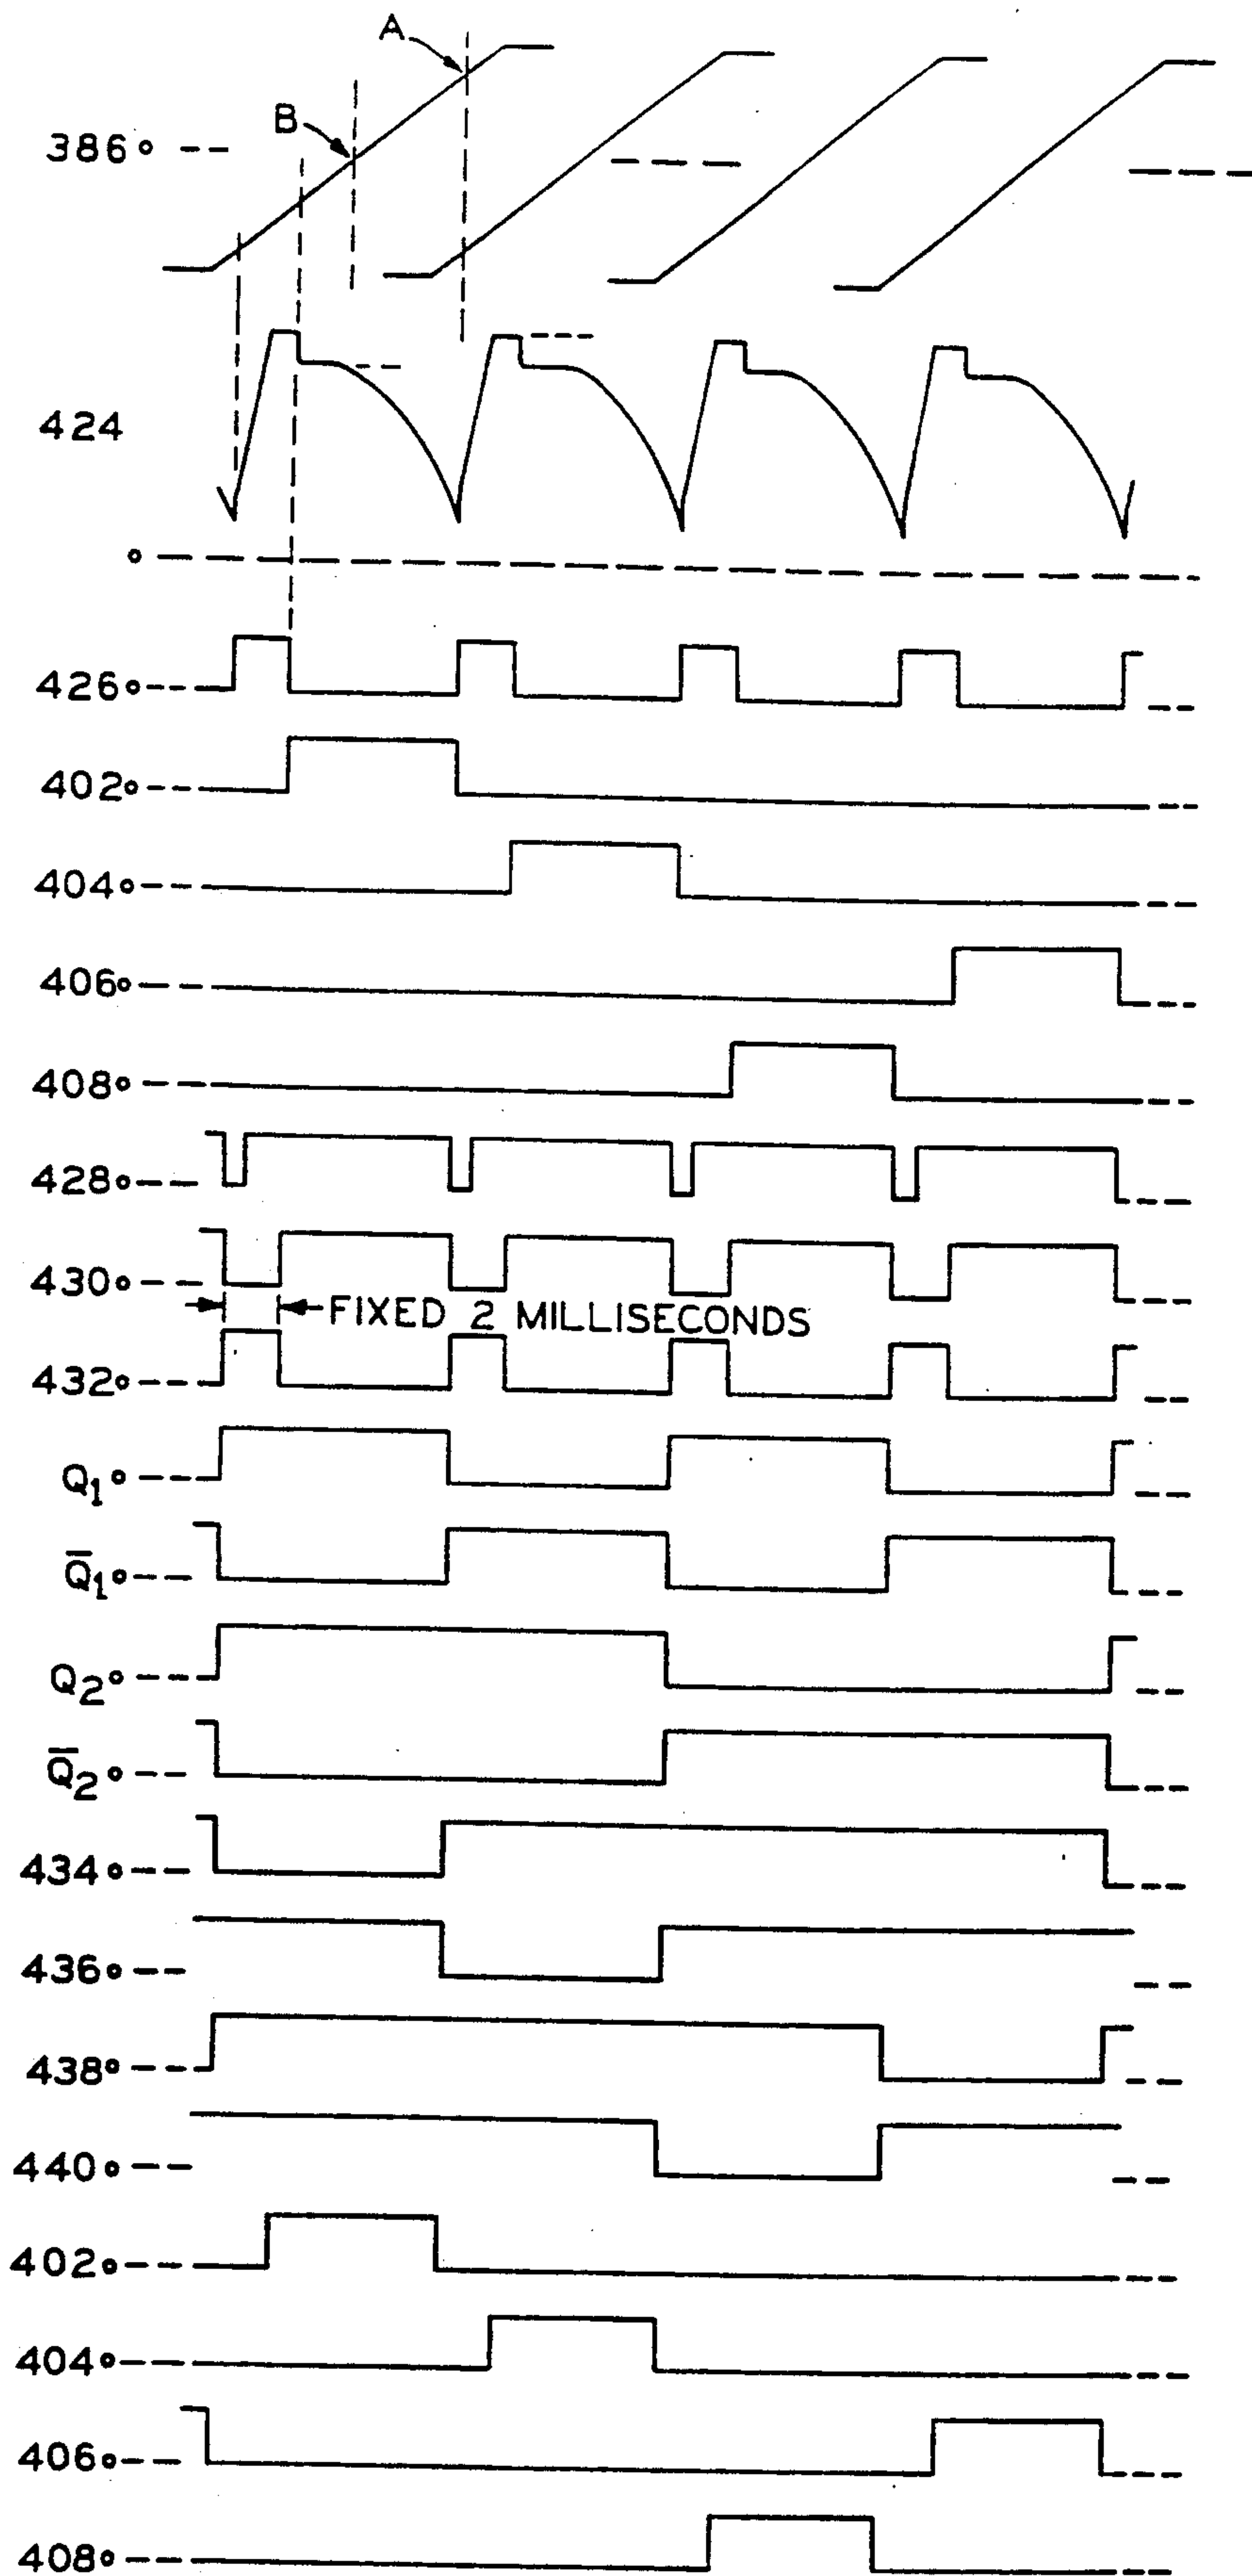 A
B
386°
424
°
426°
402°
404°
406°
408°
428°
430°
FIXED 2 MILLISECONDS
432°
Q₁°
Q̅₁°
Q₂°
Q̅₂°
434°
436°
438°
440°
402°
404°
406°
408°